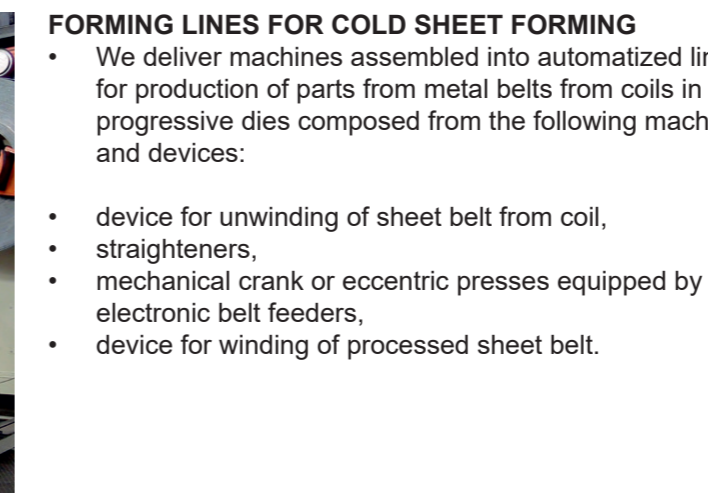 FORMING LINES FOR COLD SHEET FORMING
• We deliver machines assembled into automatized
for production of parts from metal belts from coils in
progressive dies composed from the following
and devices:
• device for unwinding of sheet belt from coil,
• straighteners,
• mechanical crank or eccentric presses equipped by
electronic belt feeders,
• device for winding of processed sheet belt.